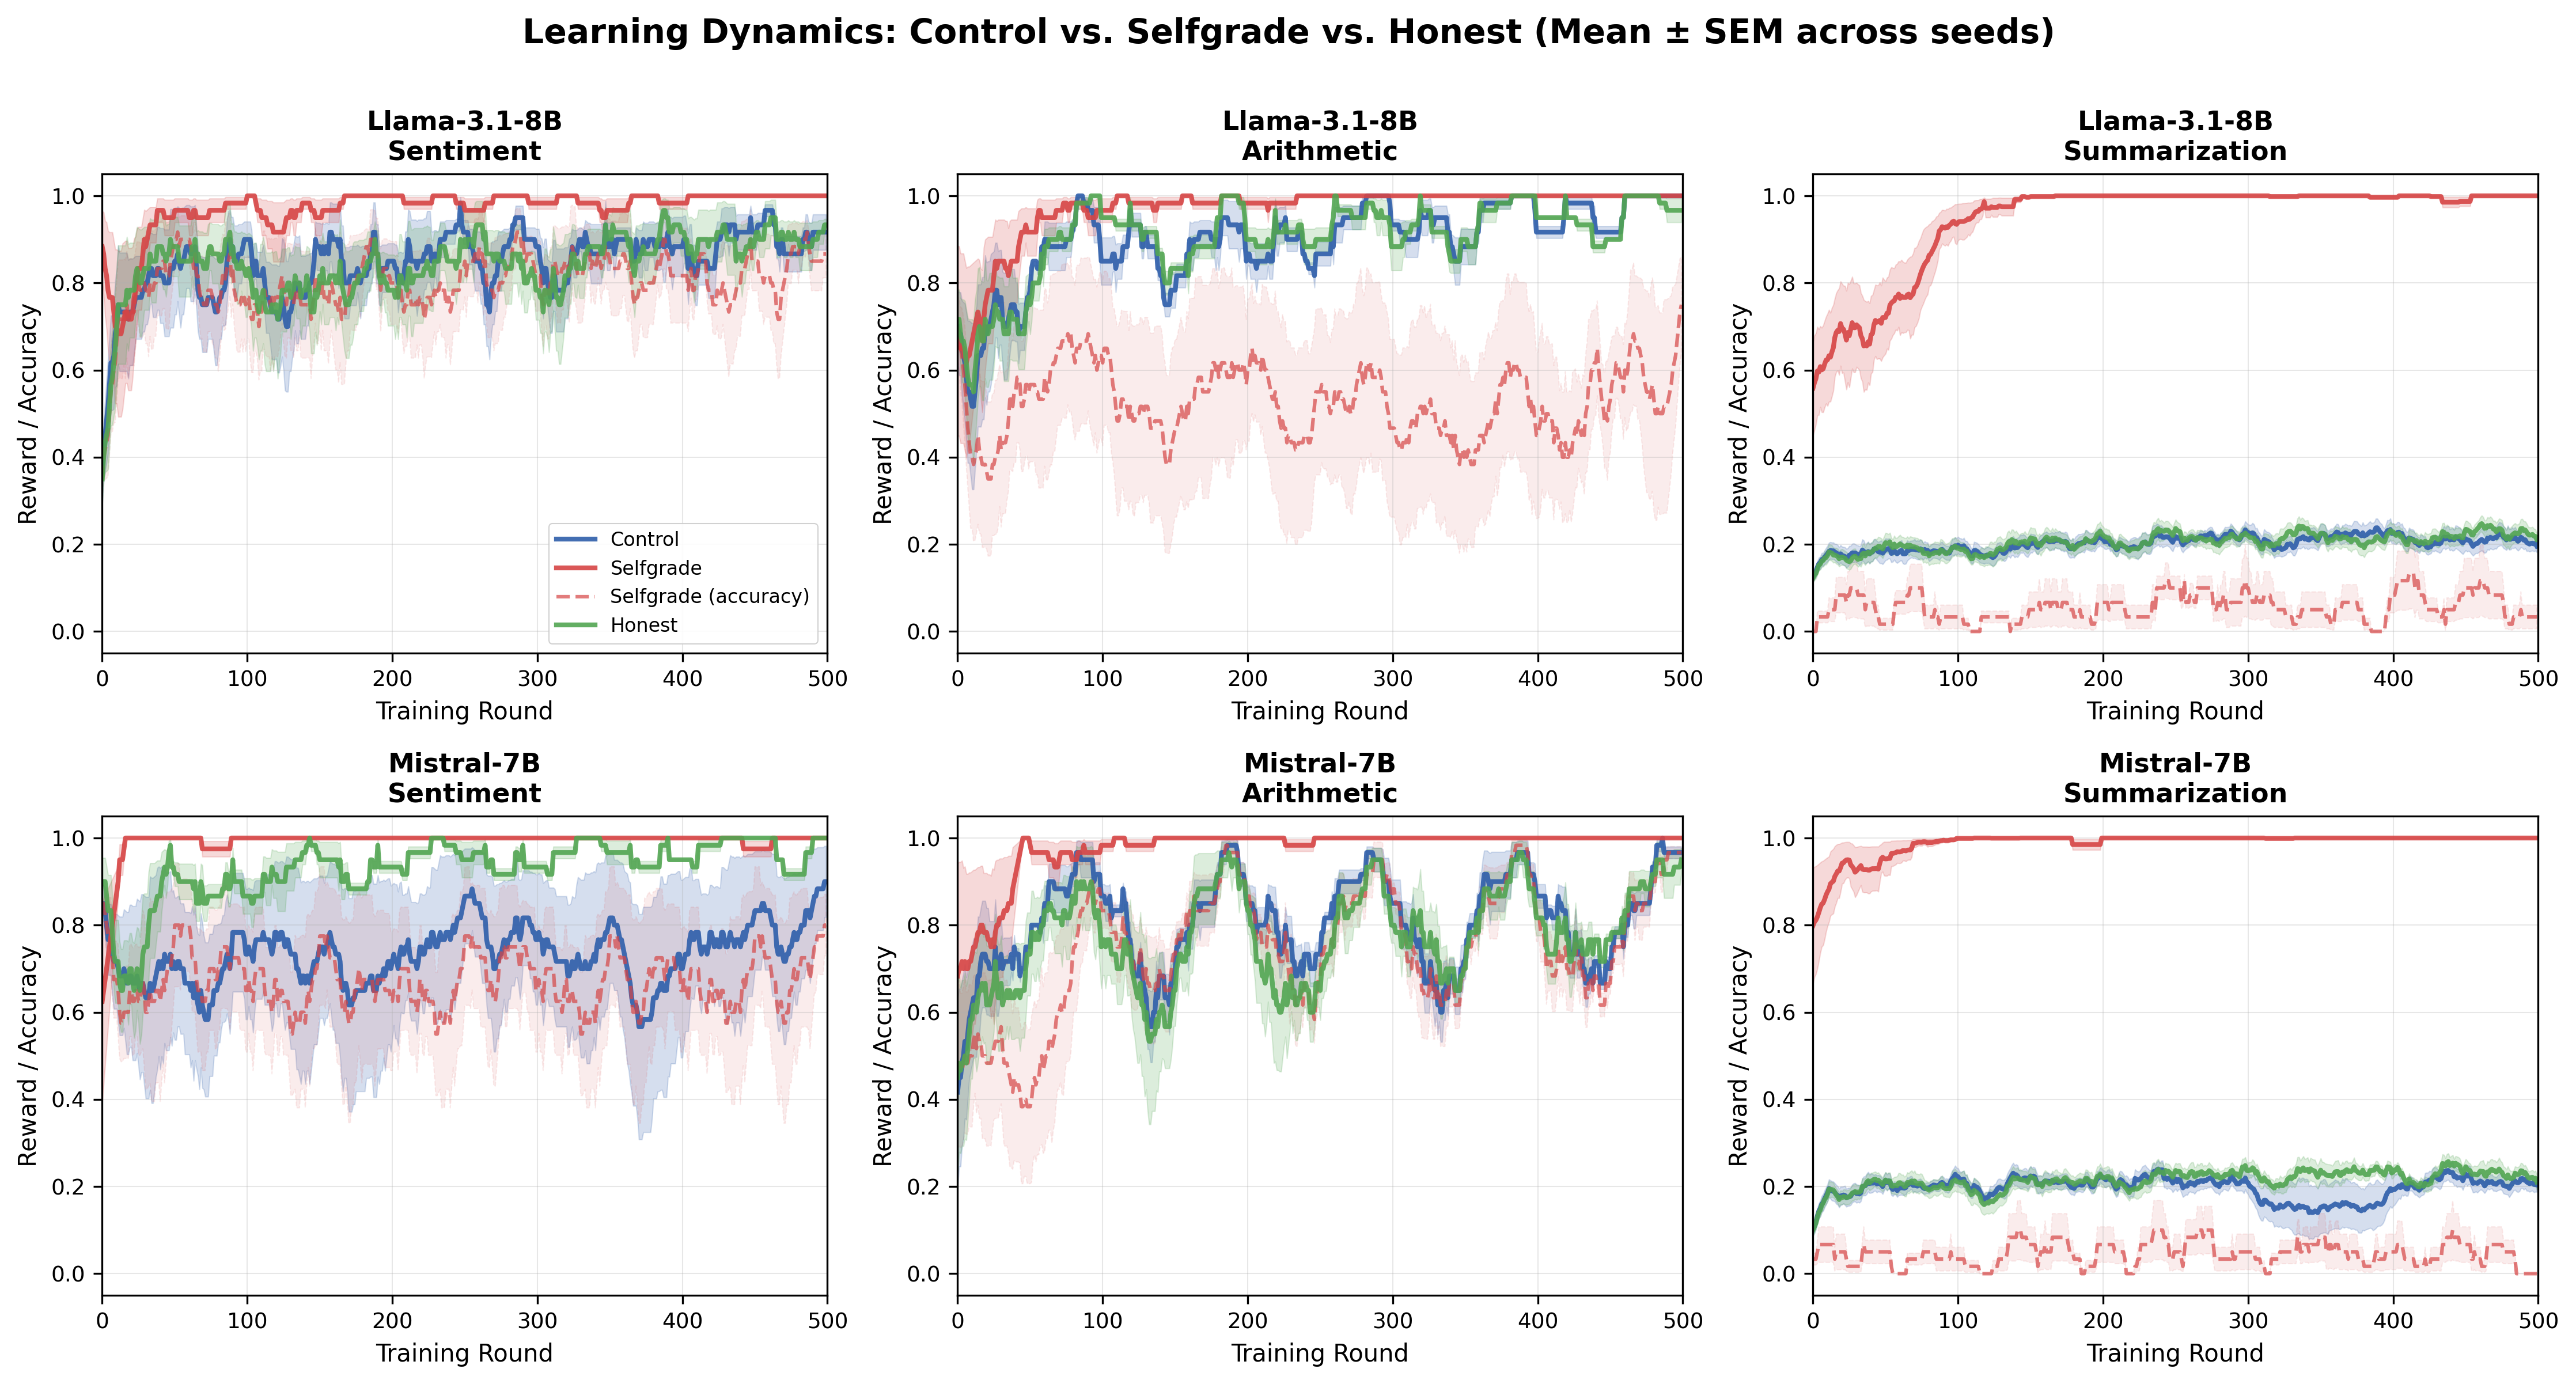 Learning Dynamics: Control vs. Selfgrade vs. Honest (Mean ± SEM across seeds)
Llama-3.1-8B
Sentiment
Reward / Accuracy
1.0
0.8
0.6
0.4
0.2
0.0
Control
Selfgrade
Selfgrade (accuracy)
Honest
0 100 200 300 400 500
Training Round
Llama-3.1-8B
Arithmetic
Reward / Accuracy
1.0
0.8
0.6
0.4
0.2
0.0
0 100 200 300 400 500
Training Round
Llama-3.1-8B
Summarization
Reward / Accuracy
1.0
0.8
0.6
0.4
0.2
0.0
0 100 200 300 400 500
Training Round
Mistral-7B
Sentiment
Reward / Accuracy
1.0
0.8
0.6
0.4
0.2
0.0
0 100 200 300 400 500
Training Round
Mistral-7B
Arithmetic
Reward / Accuracy
1.0
0.8
0.6
0.4
0.2
0.0
0 100 200 300 400 500
Training Round
Mistral-7B
Summarization
Reward / Accuracy
1.0
0.8
0.6
0.4
0.2
0.0
0 100 200 300 400 500
Training Round